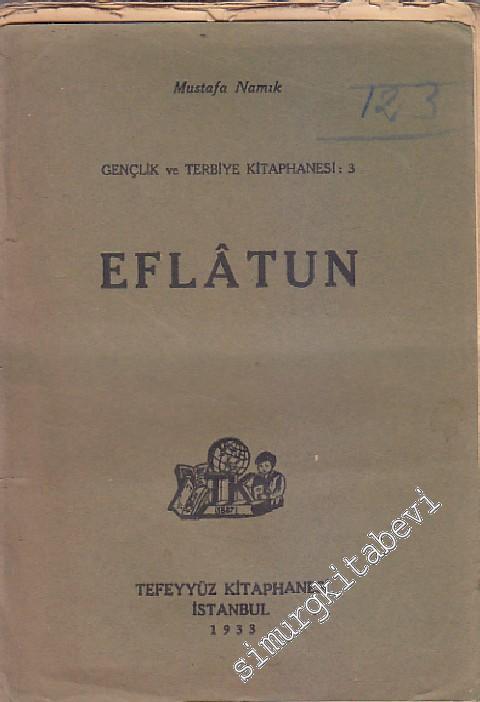 Mustafa Namık
123
GENÇLİK ve TERBİYE KİTAPHANESİ: 3
EFLÂTUN
TK
TEFEYYÜZ KİTAPHANESİ
İSTANBUL
1933
simurgkitabevi